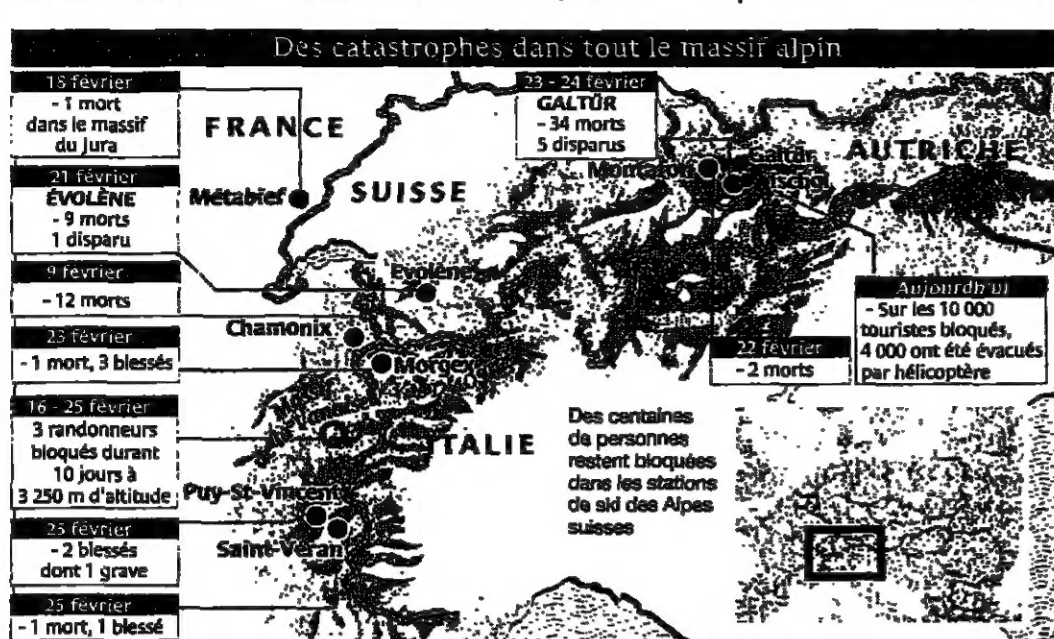 Des catastrophes dans tout le massif alpin
18 février
- 1 mort
dans le massif
du Jura
21 février
ÉVOLÈNE
- 9 morts
1 disparu
9 février
- 12 morts
23 février
- 1 mort, 3 blessés
16 - 25 février
3 randonneurs
bloqués durant
10 jours à
3 250 m d'altitude
25 février
- 2 blessés
dont 1 grave
25 février
- 1 mort, 1 blessé
23 - 24 février
GALTÜR
- 34 morts
5 disparus
FRANCE
SUISSE
AUTRICHE
ITALIE
Métabief
Evolène
Chamonix
Morgex
Puy-St-Vincent
Saint-Véran
Montafon
Galtür
Ischgl
Aujourd'hui
- Sur les 10 000
touristes bloqués,
4 000 ont été évacués
par hélicoptère
22 février
- 2 morts
Des centaines
de personnes
restent bloquées
dans les stations
de ski des Alpes
suisses